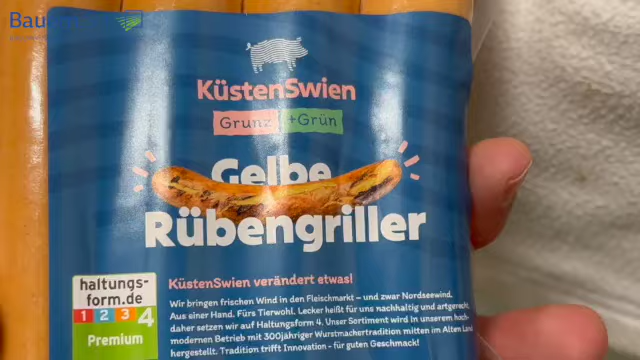 KüstenSwien
Grunz +Grün
Gelbe
Rübengriller
haltungs-
form.de
1 2 3 4
Premium
KüstenSwien verändert etwas!
Wir bringen frischen Wind in den Fleischmarkt – und zwar Nordseewind.
Aus einer Hand. Fürs Tierwohl. Lecker heißt für uns nachhaltig und artgerecht,
daher setzen wir auf Haltungsform 4. Unser Sortiment wird in unserem hoch-
modernen Betrieb mit 300jähriger Wurstmachertradition mitten im Alten Land
hergestellt. Tradition trifft Innovation - für guten Geschmack!